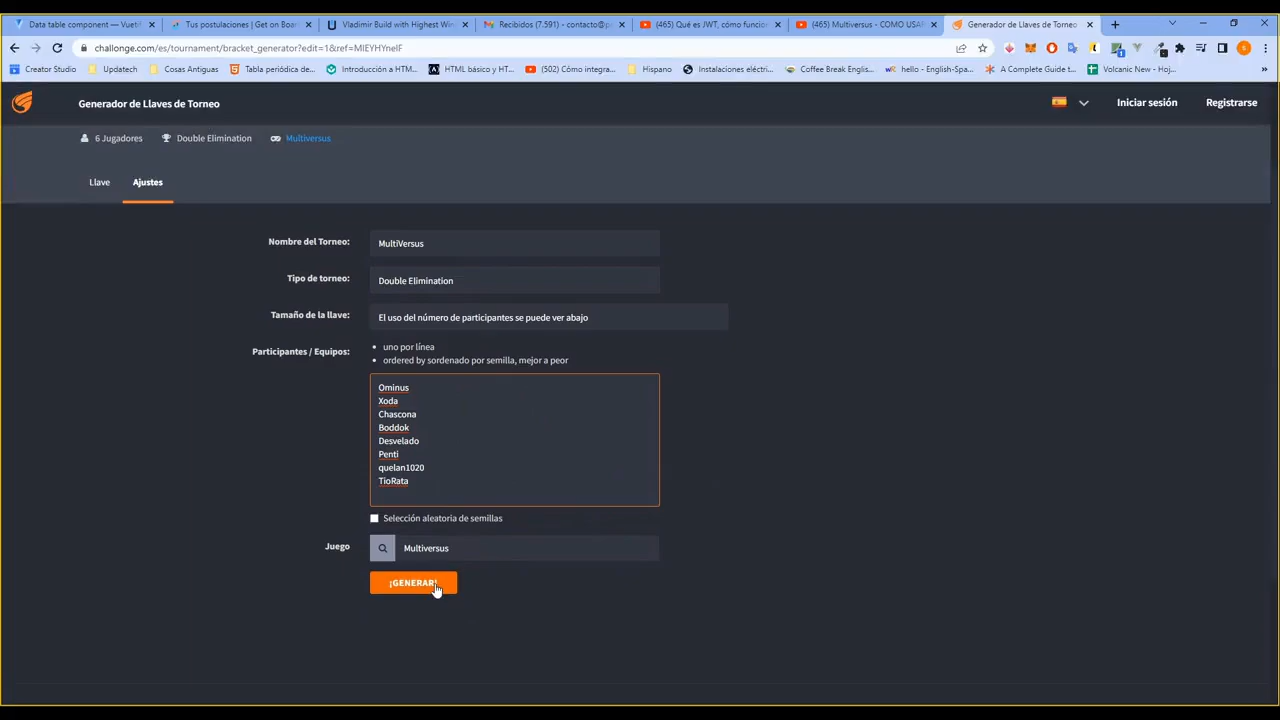 Data table component — Vueti
Tus postulaciones | Get on Boar
Vladimir Build with Highest Win
Recibidos (7.591) - contacto@p
(465) Qué es JWT, cómo funcior
(465) Multiversus - COMO USA
Generador de Llaves de Torneo
challonge.com/es/tournament/bracket_generator?edit=1&ref=MIEYHYneIF
Creator Studio
Updatech
Cosas Antiguas
Tabla periódica de...
Introducción a HTM...
HTML básico y HT...
(502) Cómo integra...
Hispano
Instalaciones eléctri...
Coffee Break Englis...
hello - English-Spa...
A Complete Guide t...
Volcanic New - Hoj...
Generador de Llaves de Torneo
Iniciar sesión
Registrarse
6 Jugadores
Double Elimination
Multiversus
Llave
Ajustes
Nombre del Torneo:
MultiVersus
Tipo de torneo:
Double Elimination
Tamaño de la llave:
El uso del número de participantes se puede ver abajo
Participantes / Equipos:
• uno por línea
• ordered by sordenado por semilla, mejor a peor
Ominus
Xoda
Chascona
Boddok
Desvelado
Penti
quelan1020
TioRata
Selección aleatoria de semillas
Juego
Multiversus
¡GENERAR!